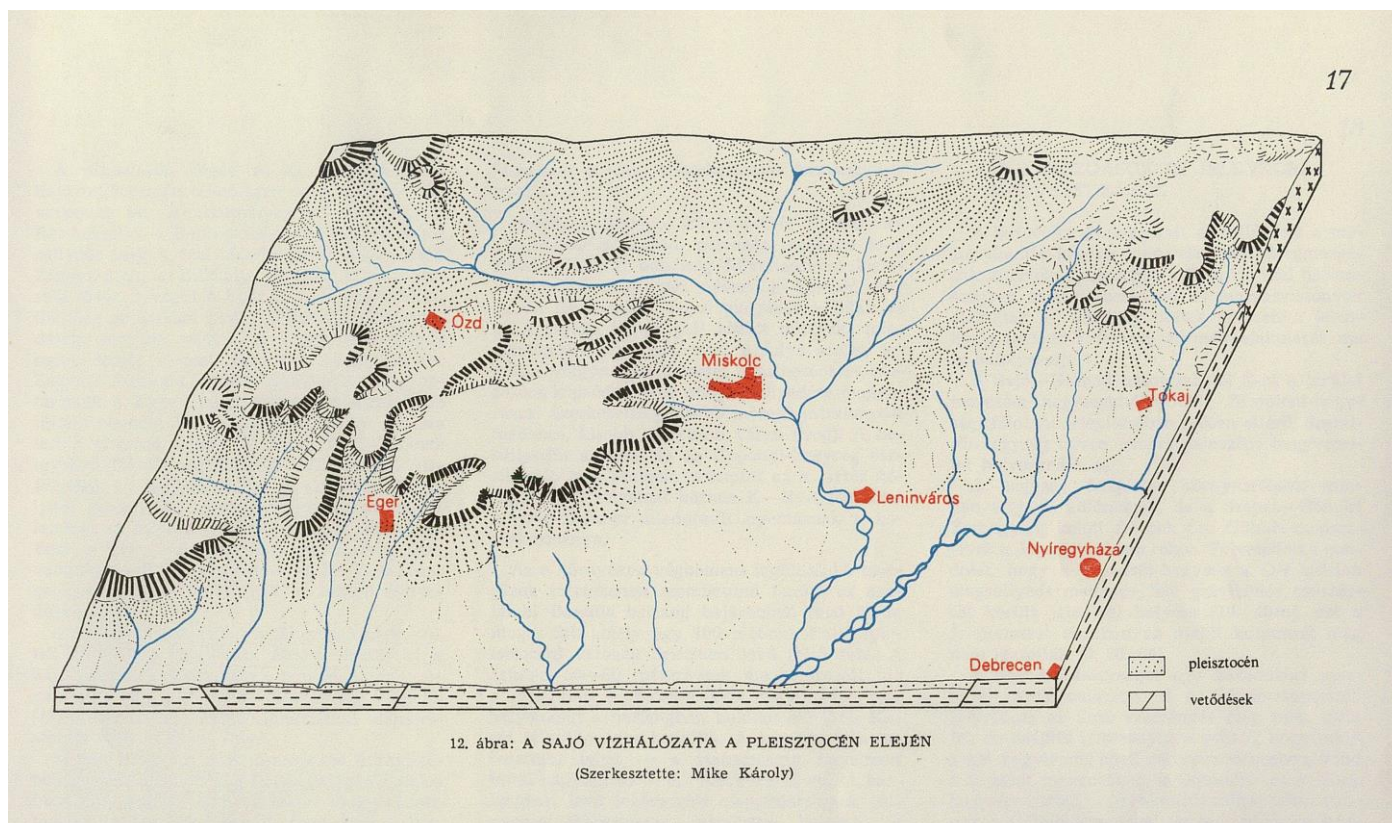 17
Ózd
Miskolc
Tokaj
Eger
Leninváros
Nyíregyháza
Debrecen
pleisztocén
vetődések
12. ábra: A SAJÓ VÍZHÁLÓZATA A PLEISZTOCÉN ELEJÉN
(Szerkesztette: Mike Károly)